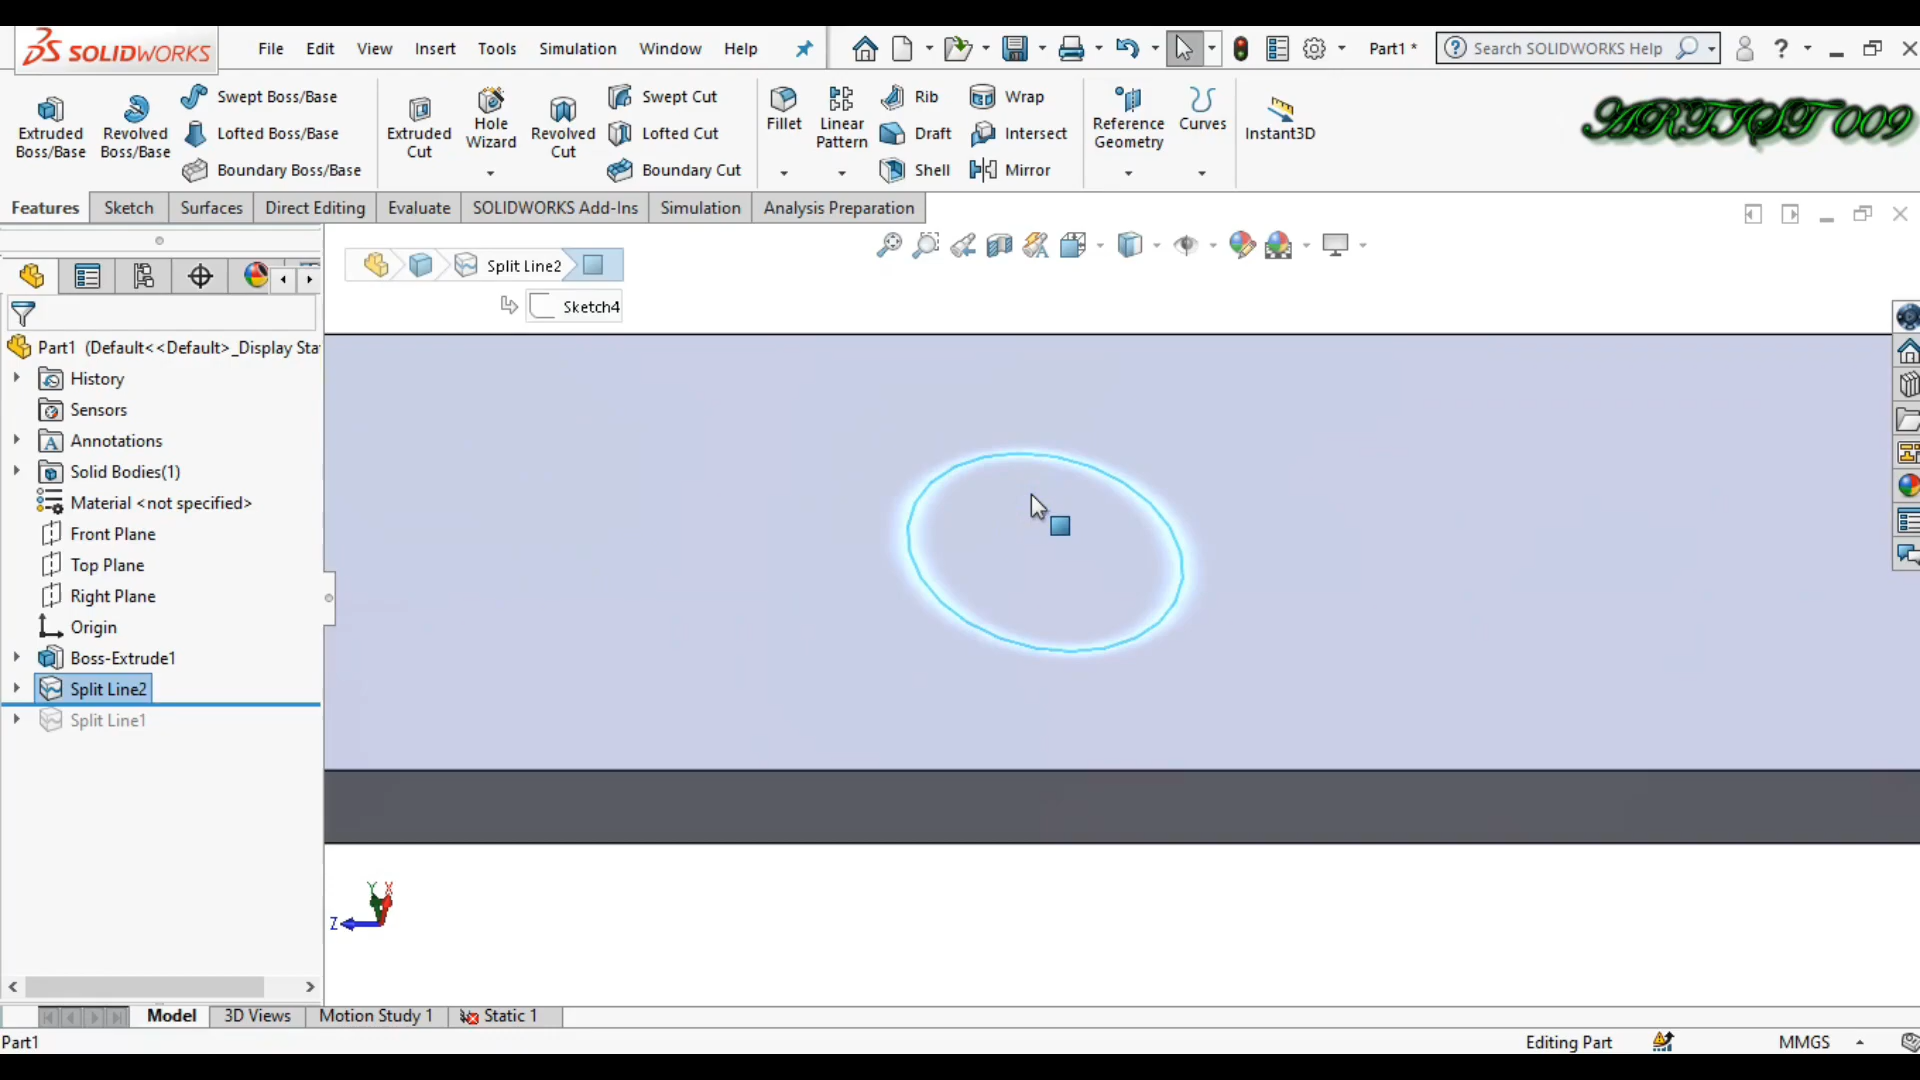 SOLIDWORKS File Edit View Insert Tools Simulation Window Help Part1 * Search SOLIDWORKS Help ?
Extruded Boss/Base
Revolved Boss/Base
Swept Boss/Base
Lofted Boss/Base
Boundary Boss/Base
Extruded Cut
Hole Wizard
Revolved Cut
Swept Cut
Lofted Cut
Boundary Cut
Fillet
Linear Pattern
Rib
Draft
Shell
Wrap
Intersect
Mirror
Reference Geometry
Curves
Instant3D
ARTIST 009
Features Sketch Surfaces Direct Editing Evaluate SOLIDWORKS Add-Ins Simulation Analysis Preparation
Split Line2
Sketch4
Part1 (Default<<Default>_Display Sta
History
Sensors
Annotations
Solid Bodies(1)
Material <not specified>
Front Plane
Top Plane
Right Plane
Origin
Boss-Extrude1
Split Line2
Split Line1
Y X
Z
Model 3D Views Motion Study 1 Static 1
Part1 Editing Part MMGS